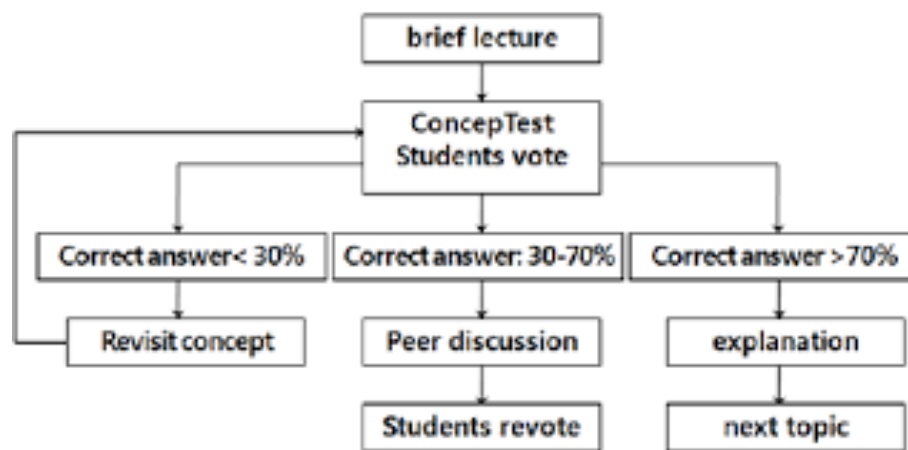 brief lecture
ConcepTest
Students vote
Correct answer< 30%
Correct answer: 30-70%
Correct answer >70%
Revisit concept
Peer discussion
explanation
Students revote
next topic